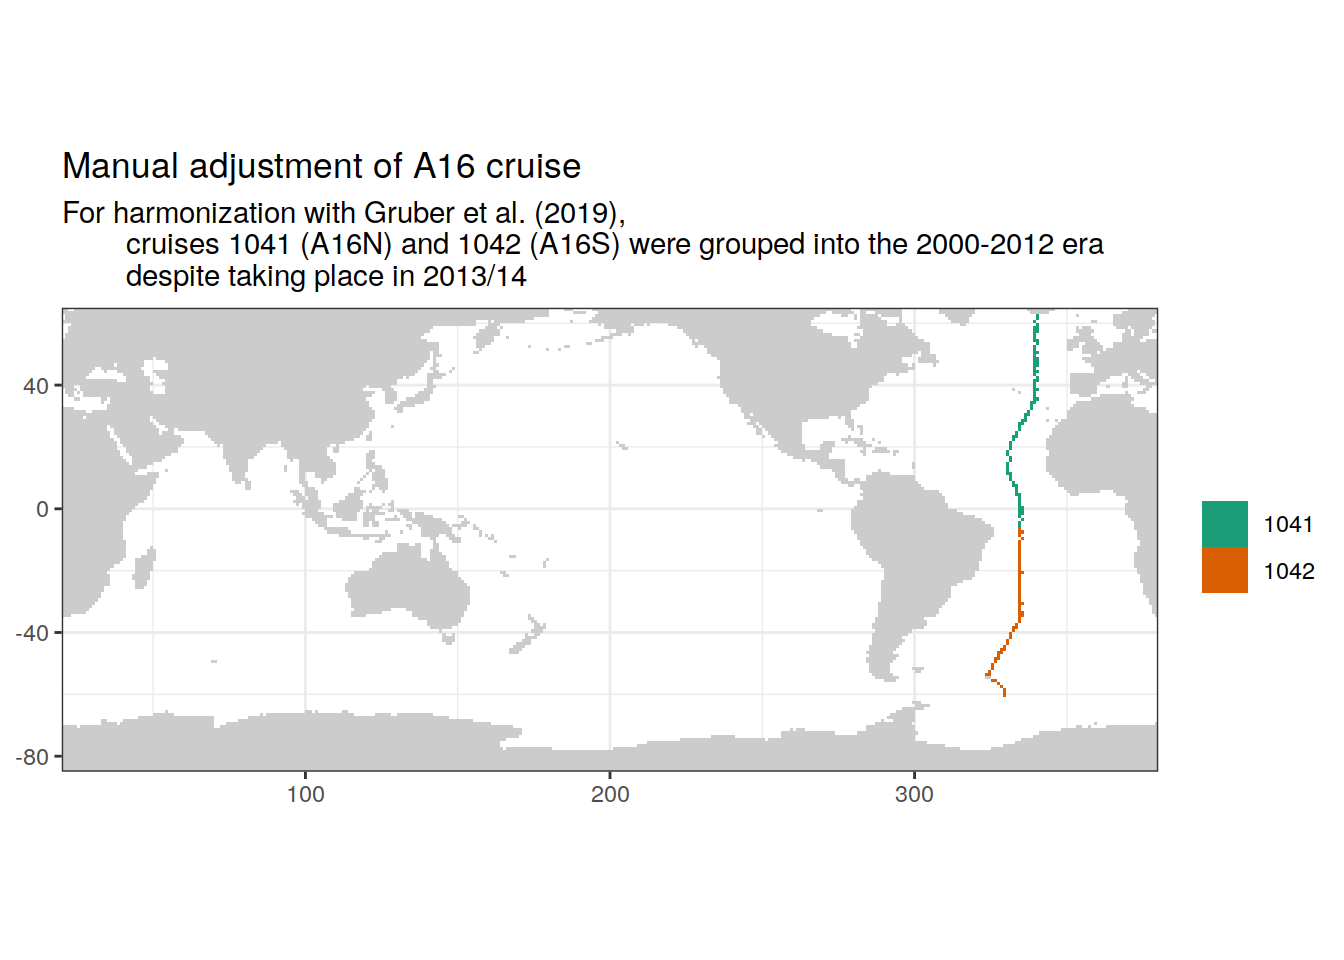 Manual adjustment of A16 cruise
For harmonization with Gruber et al. (2019),
cruises 1041 (A16N) and 1042 (A16S) were grouped into the 2000-2012 era
despite taking place in 2013/14
40
0
-40
-80
100
200
300
1041
1042